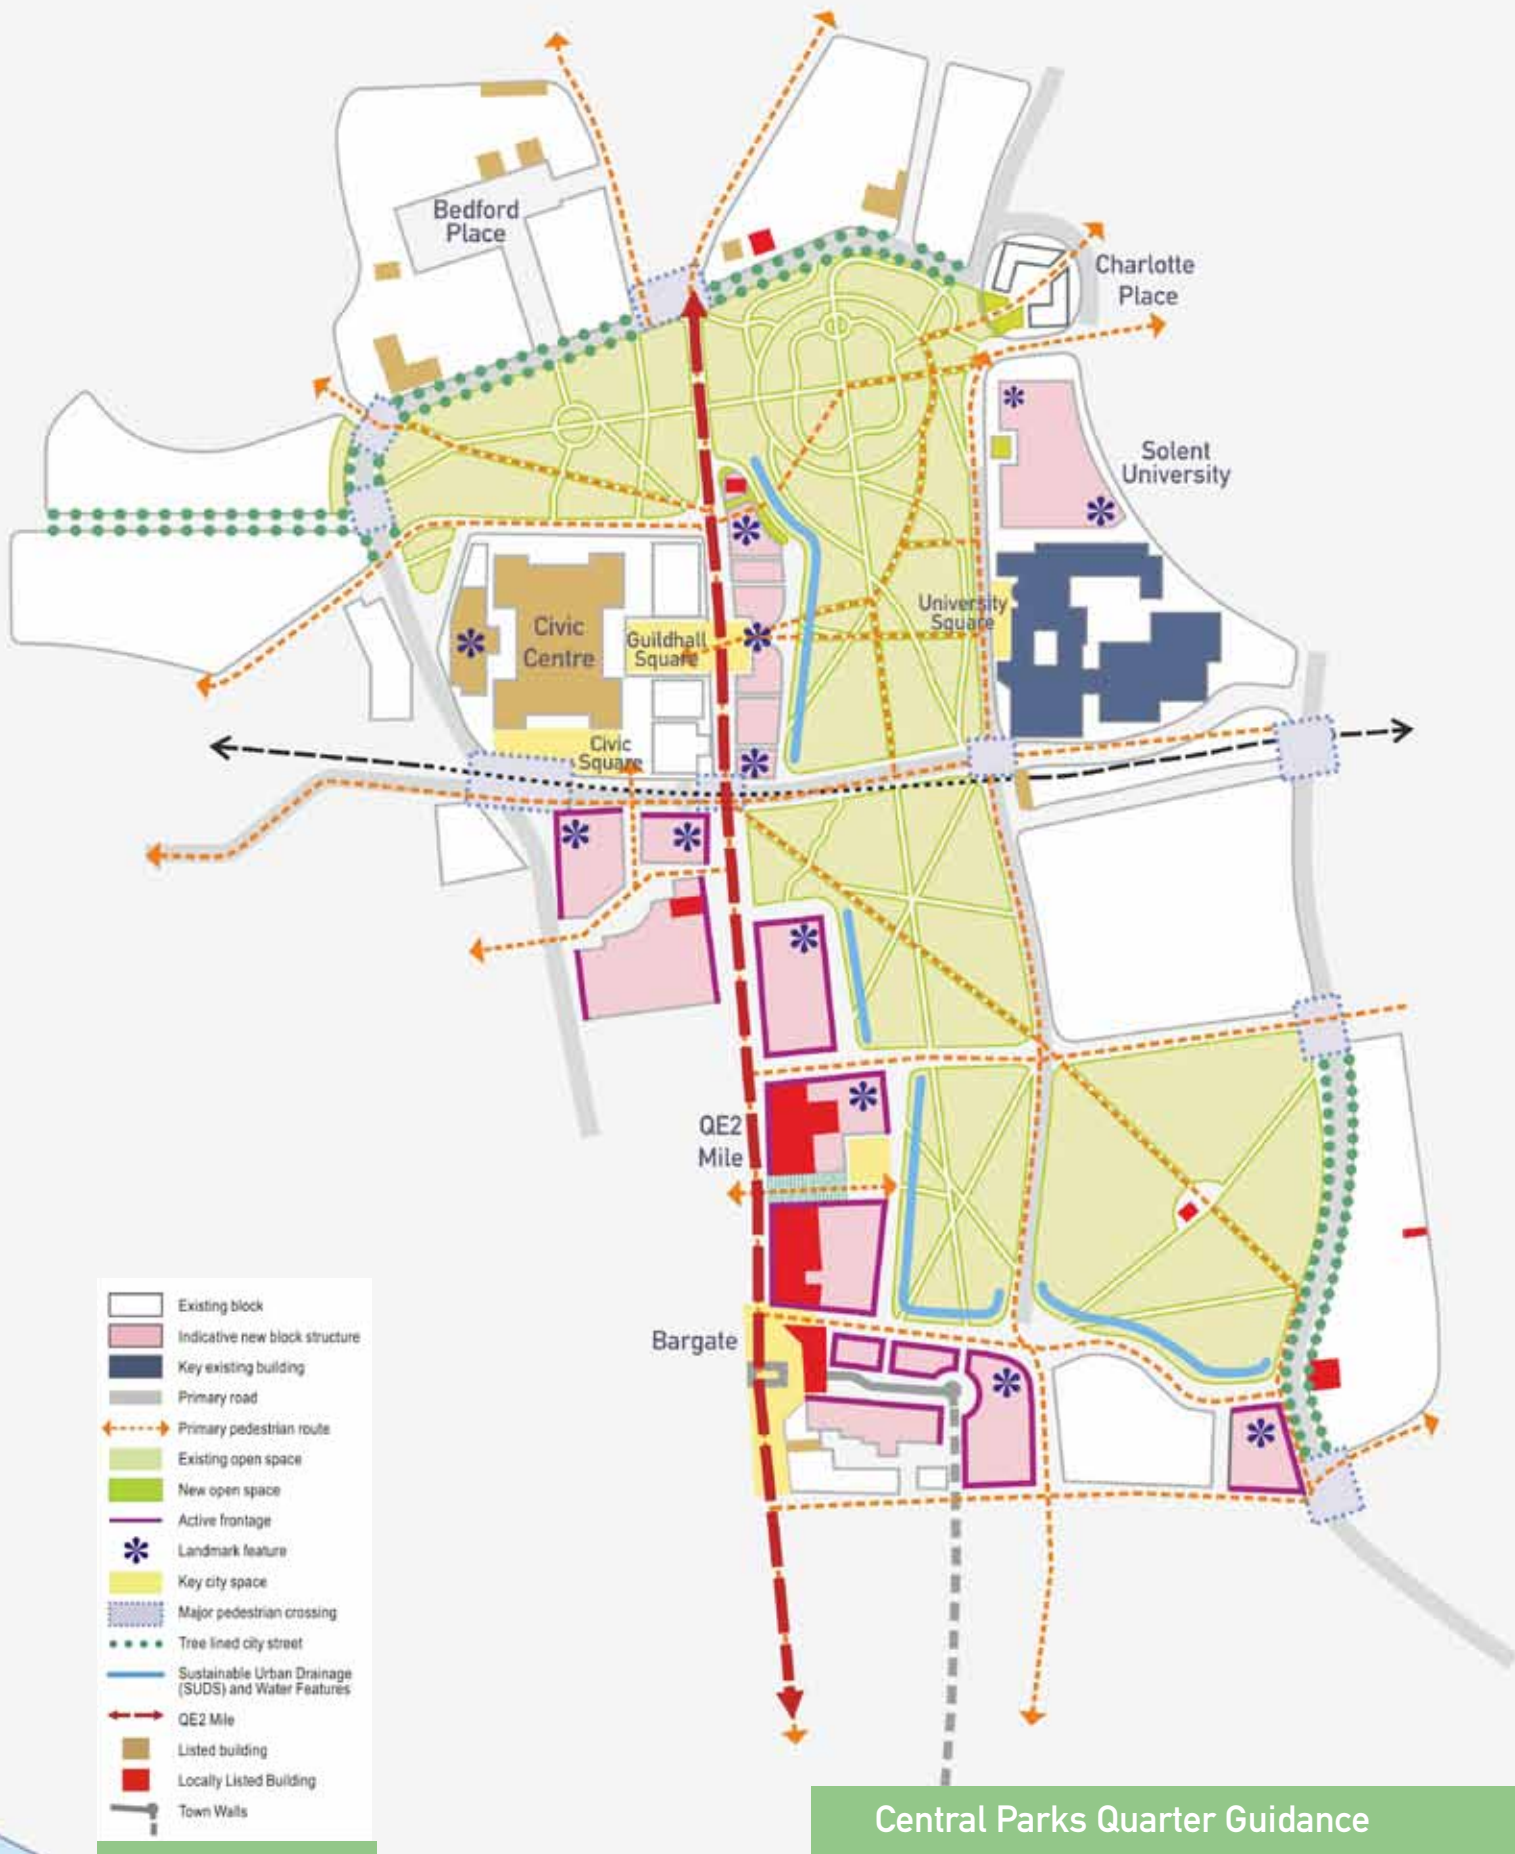 Bedford
Place
Charlotte
Place
Solent
University
University
Square
Civic
Centre
Guildhall
Square
Civic
Square
QE2
Mile
Bargate
Existing block
Indicative new block structure
Key existing building
Primary road
Primary pedestrian route
Existing open space
New open space
Active frontage
Landmark feature
Key city space
Major pedestrian crossing
Tree lined city street
Sustainable Urban Drainage
(SUDS) and Water Features
QE2 Mile
Listed building
Locally Listed Building
Town Walls
Central Parks Quarter Guidance